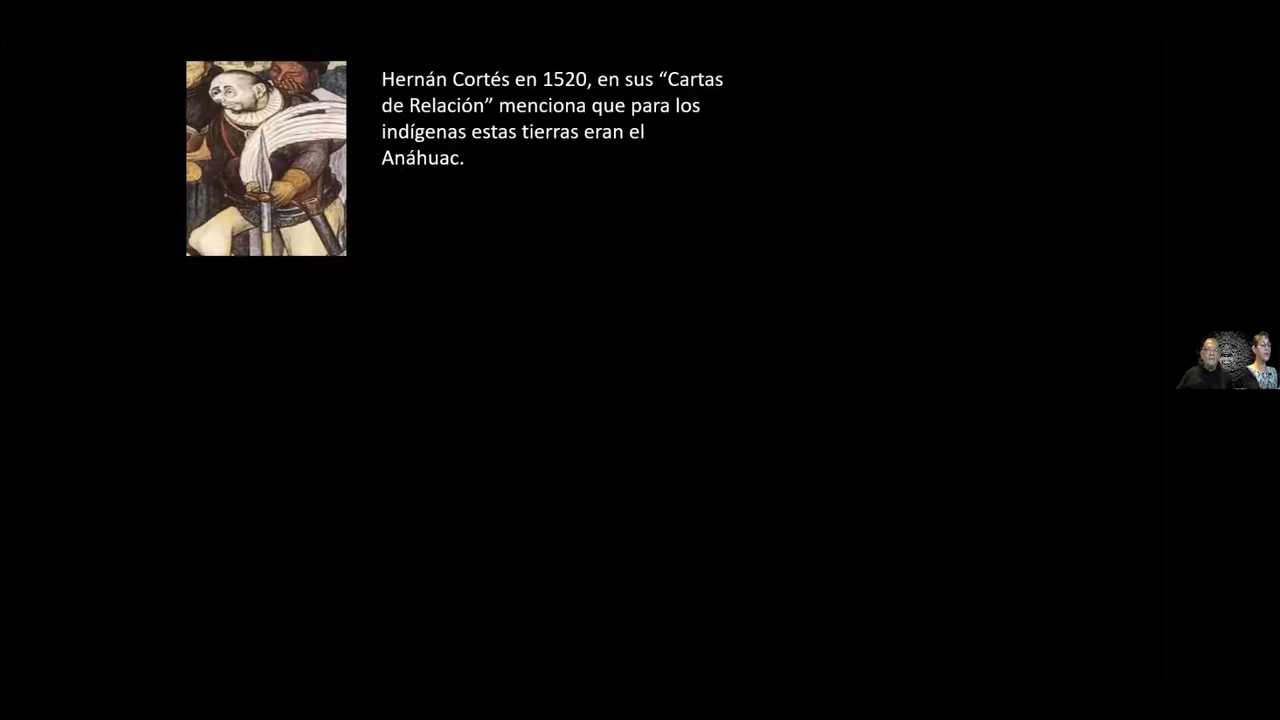 Hernán Cortés en 1520, en sus “Cartas
de Relación” menciona que para los
indígenas estas tierras eran el
Anáhuac.